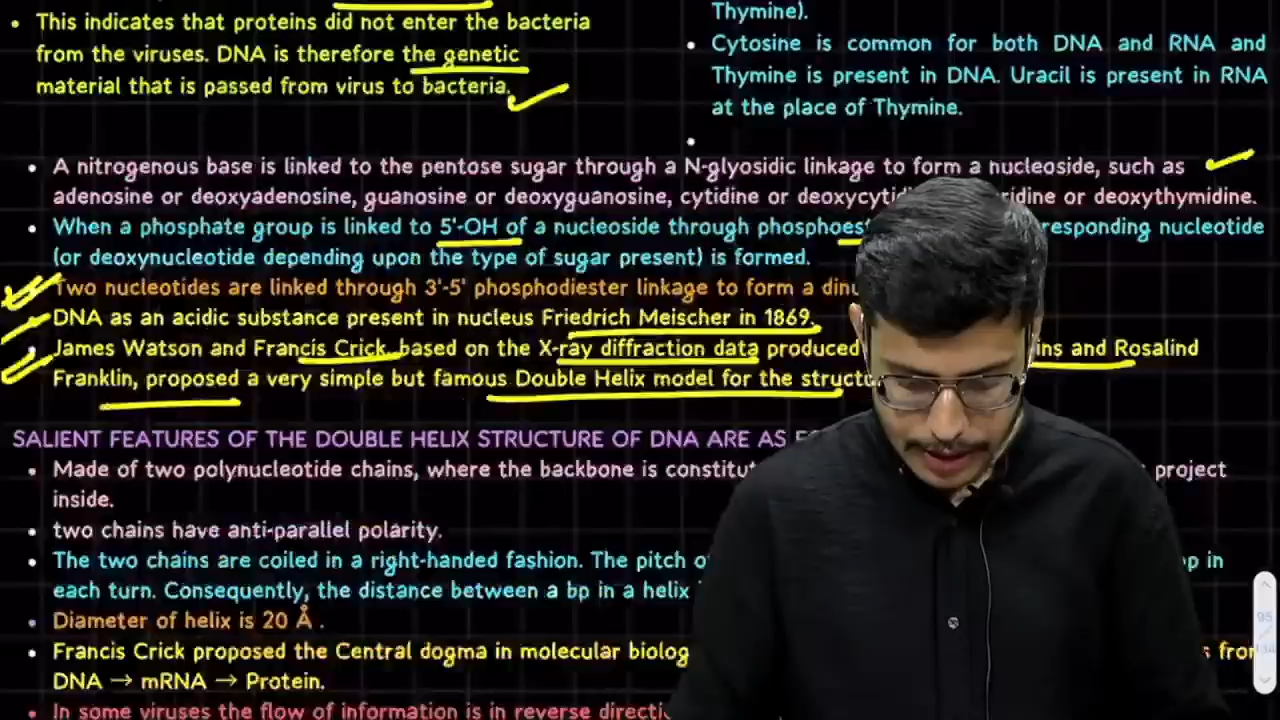 This indicates that proteins did not enter the bacteria
from the viruses. DNA is therefore the genetic
material that is passed from virus to bacteria.
Thymine).
Cytosine is common for both DNA and RNA and
Thymine is present in DNA. Uracil is present in RNA
at the place of Thymine.
A nitrogenous base is linked to the pentose sugar through a N-glyosidic linkage to form a nucleoside, such as
adenosine or deoxyadenosine, guanosine or deoxyguanosine, cytidine or deoxycyti ridine or deoxythymidine.
When a phosphate group is linked to 5'-OH of a nucleoside through phosphoest responding nucleotide
(or deoxynucleotide depending upon the type of sugar present) is formed.
Two nucleotides are linked through 3'-5' phosphodiester linkage to form a dinu
DNA as an acidic substance present in nucleus Friedrich Meischer in 1869.
James Watson and Francis Crick, based on the X-ray diffraction data produced ins and Rosalind
Franklin, proposed a very simple but famous Double Helix model for the struct
SALIENT FEATURES OF THE DOUBLE HELIX STRUCTURE OF DNA ARE AS
Made of two polynucleotide chains, where the backbone is constitut project
inside.
two chains have anti-parallel polarity.
The two chains are coiled in a right-handed fashion. The pitch o bp in
each turn. Consequently, the distance between a bp in a helix
Diameter of helix is 20 Å .
Francis Crick proposed the Central dogma in molecular biolog from
DNA → mRNA → Protein.
In some viruses the flow of information is in reverse directi
95